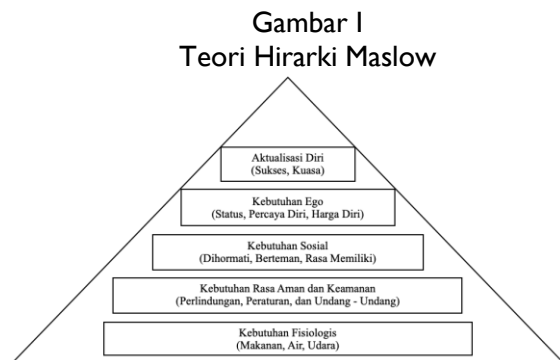 Gambar I
Teori Hirarki Maslow
Aktualisasi Diri
(Sukses, Kuasa)
Kebutuhan Ego
(Status, Percaya Diri, Harga Diri)
Kebutuhan Sosial
(Dihormati, Berteman, Rasa Memiliki)
Kebutuhan Rasa Aman dan Keamanan
(Perlindungan, Peraturan, dan Undang - Undang)
Kebutuhan Fisiologis
(Makanan, Air, Udara)